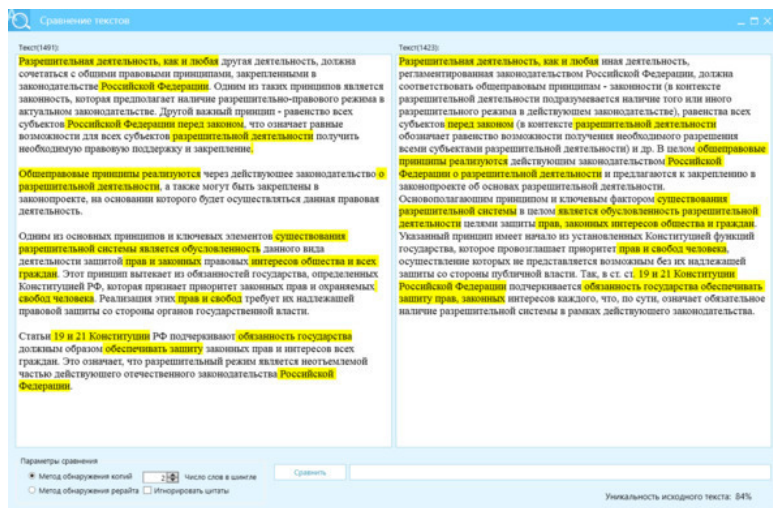 Сравнение текстов
Текст(1491):
Разрешительная деятельность, как и любая другая деятельность, должна
сочетаться с общими правовыми принципами, закрепленными в
законодательстве Российской Федерации. Одним из таких принципов является
законность, которая предполагает наличие разрешительно-правового режима в
актуальном законодательстве. Другой важный принцип - равенство всех
субъектов Российской Федерации перед законом, что означает равные
возможности для всех субъектов разрешительной деятельности получить
необходимую правовую поддержку и закрепление.
Общеправовые принципы реализуются через действующее законодательство о
разрешительной деятельности, а также могут быть закреплены в
законопроекте, на основании которого будет осуществляться данная правовая
деятельность.
Одним из основных принципов и ключевых элементов существования
разрешительной системы является обусловленность данного вида
деятельности защитой прав и законных правовых интересов общества и всех
граждан. Этот принцип вытекает из обязанностей государства, определенных
Конституцией РФ, которая признает приоритет законных прав и охраняемых
свобод человека. Реализация этих прав и свобод требует их надлежащей
правовой защиты со стороны органов государственной власти.
Статьи 19 и 21 Конституции РФ подчеркивают обязанность государства
должным образом обеспечивать защиту законных прав и интересов всех
граждан. Это означает, что разрешительный режим является неотъемлемой
частью действующего отечественного законодательства Российской
Федерации.
Текст(1423):
Разрешительная деятельность, как и любая иная деятельность,
регламентированная законодательством Российской Федерации, должна
соответствовать общеправовым принципам - законности (в контексте
разрешительной деятельности подразумевается наличие того или иного
разрешительного режима в действующем законодательстве), равенства всех
субъектов перед законом (в контексте разрешительной деятельности
обозначает равенство возможности получения необходимого разрешения
всеми субъектами разрешительной деятельности) и др. В целом общеправовые
принципы реализуются действующим законодательством Российской
Федерации о разрешительной деятельности и предлагаются к закреплению в
законопроекте об основах разрешительной деятельности.
Основополагающим принципом и ключевым фактором существования
разрешительной системы в целом является обусловленность разрешительной
деятельности целями защиты прав, законных интересов общества и граждан.
Указанный принцип имеет начало из установленных Конституцией функций
государства, которое провозглашает приоритет прав и свобод человека,
осуществление которых не представляется возможным без их надлежащей
защиты со стороны публичной власти. Так, в ст. ст. 19 и 21 Конституции
Российской Федерации подчеркивается обязанность государства обеспечивать
защиту прав, законных интересов каждого, что, по сути, означает обязательное
наличие разрешительной системы в рамках действующего законодательства.
Параметры сравнения
Метод обнаружения копий 2 Число слов в шингле
Метод обнаружения рерайта Игнорировать цитаты
Сравнить
Уникальность исходного текста: 84%